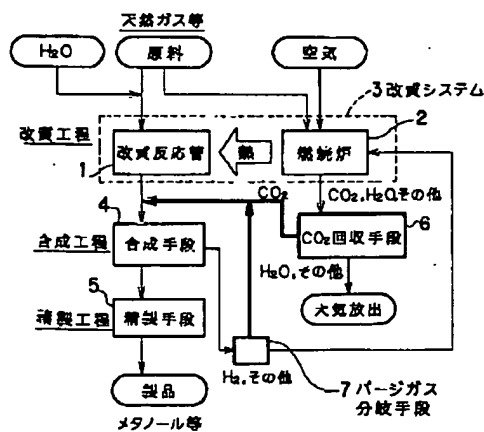 天然ガス等
H₂O
原料
空気
3 改質システム
改質工程
2
改質反応管
熱
燃焼炉
1
CO₂
CO₂,H₂O,その他
4
6
合成工程
合成手段
CO₂回収手段
H₂O,その他
5
精製工程
精製手段
大気放出
H₂,その他
7 パージガス
分岐手段
製品
メタノール等